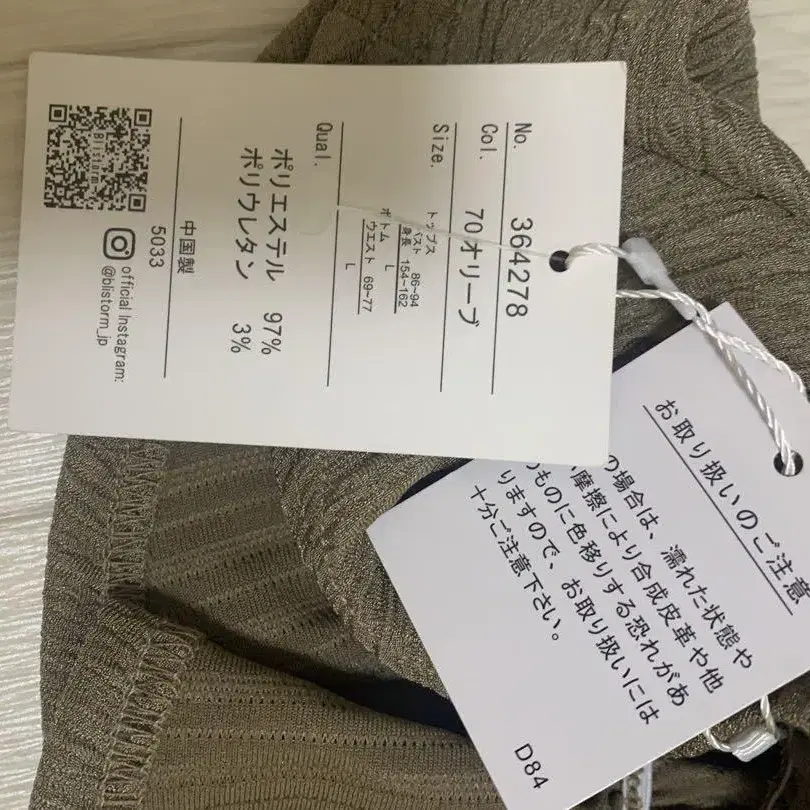 No. 364278
Col. 70オリーブ
Size.
トップス L
バスト 86~94
身長 154~162
ボトム L
ウエスト 69~77
Qual.
ポリエステル 97%
ポリウレタン 3%
中国製
5033
Blistorm
official Instagram:
@blistorm_jp
お取り扱いのご注意
の場合は、濡れた状態や
摩擦により合成皮革や他
のものに色移りする恐れがあ
りますので、お取り扱いには
十分ご注意下さい。
D84